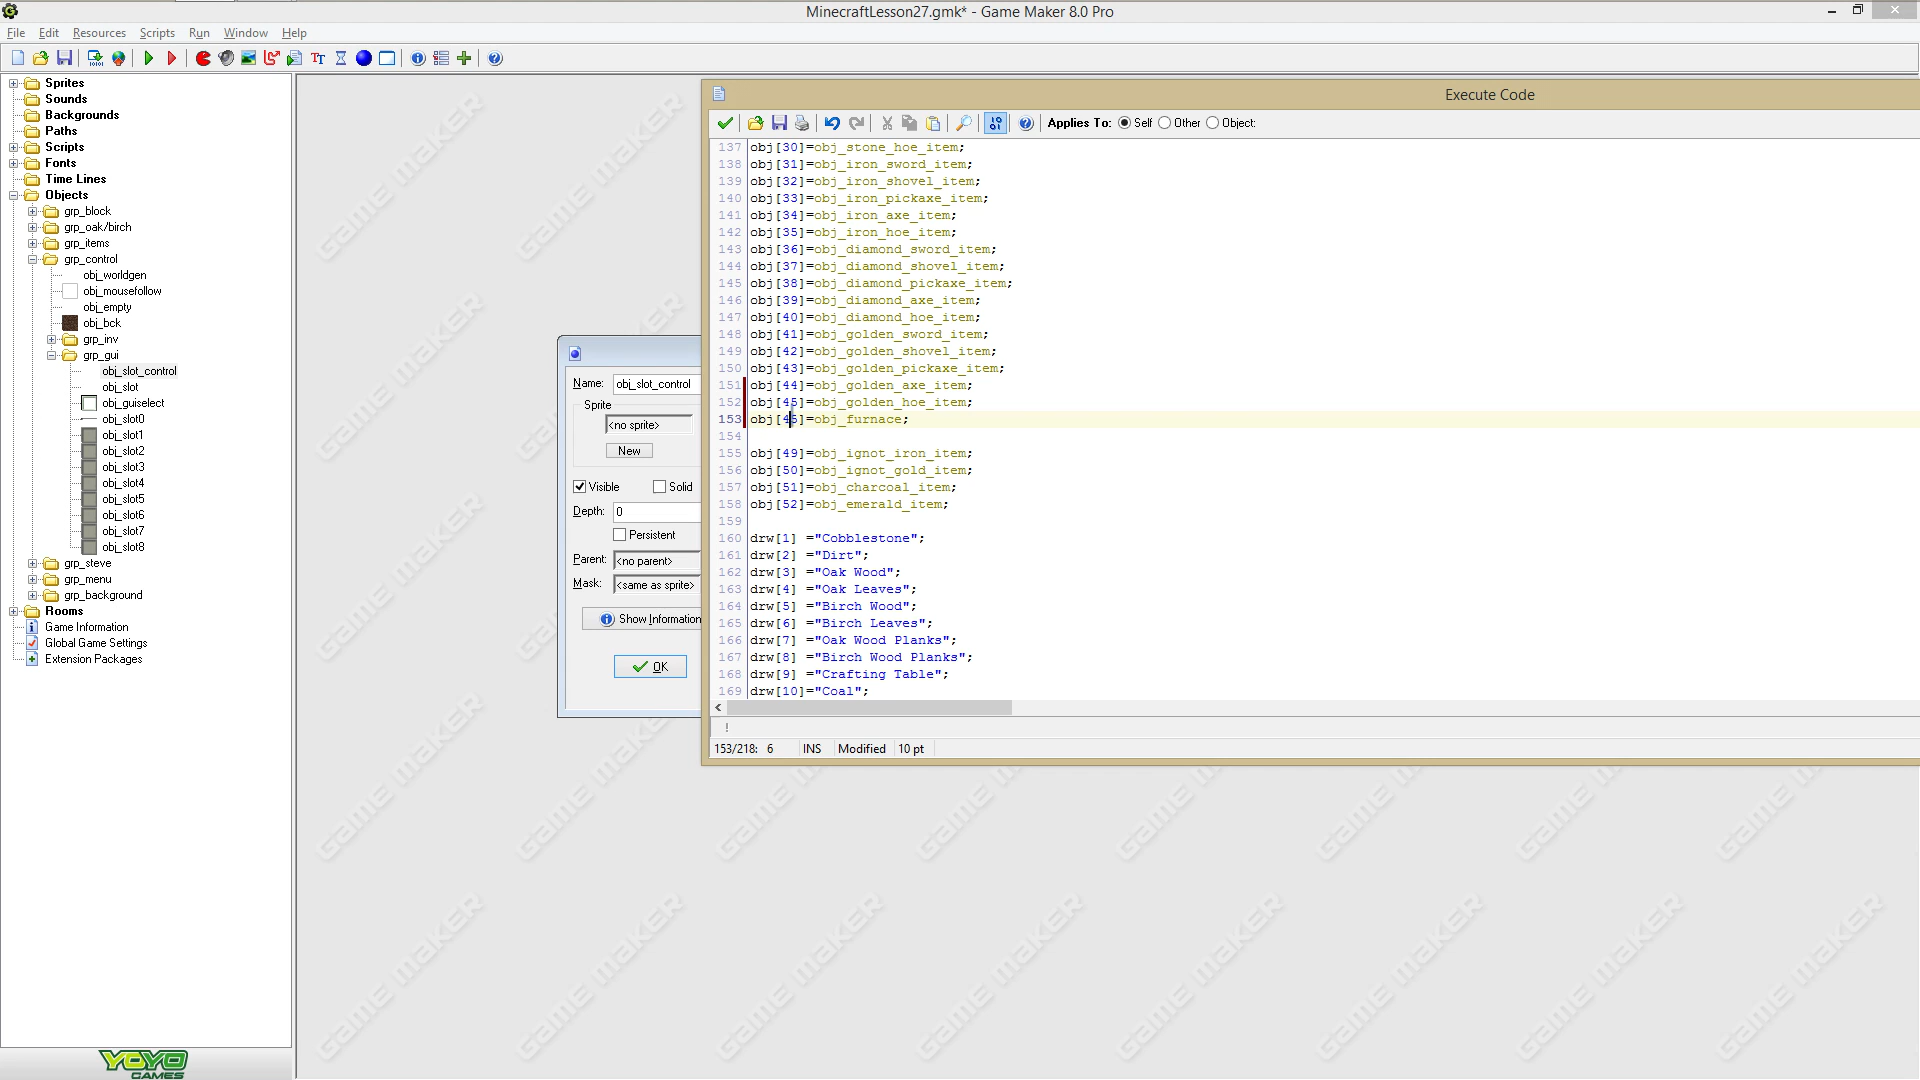 MinecraftLesson27.gmk* - Game Maker 8.0 Pro
File Edit Resources Scripts Run Window Help
Sprites
Sounds
Backgrounds
Paths
Scripts
Fonts
Time Lines
Objects
grp_block
grp_oak/birch
grp_items
grp_control
obj_worldgen
obj_mousefollow
obj_empty
obj_bck
grp_inv
grp_gui
obj_slot_control
obj_slot
obj_guiselect
obj_slot0
obj_slot1
obj_slot2
obj_slot3
obj_slot4
obj_slot5
obj_slot6
obj_slot7
obj_slot8
grp_steve
grp_menu
grp_background
Rooms
Game Information
Global Game Settings
Extension Packages
YOYO
GAMES
Name: obj_slot_control
Sprite
<no sprite>
New
Visible Solid
Depth: 0
Persistent
Parent: <no parent>
Mask: <same as sprite>
Show Information
OK
Execute Code
Applies To: Self Other Object:
137 obj[30]=obj_stone_hoe_item;
138 obj[31]=obj_iron_sword_item;
139 obj[32]=obj_iron_shovel_item;
140 obj[33]=obj_iron_pickaxe_item;
141 obj[34]=obj_iron_axe_item;
142 obj[35]=obj_iron_hoe_item;
143 obj[36]=obj_diamond_sword_item;
144 obj[37]=obj_diamond_shovel_item;
145 obj[38]=obj_diamond_pickaxe_item;
146 obj[39]=obj_diamond_axe_item;
147 obj[40]=obj_diamond_hoe_item;
148 obj[41]=obj_golden_sword_item;
149 obj[42]=obj_golden_shovel_item;
150 obj[43]=obj_golden_pickaxe_item;
151 obj[44]=obj_golden_axe_item;
152 obj[45]=obj_golden_hoe_item;
153 obj[45]=obj_furnace;
154
155 obj[49]=obj_ignot_iron_item;
156 obj[50]=obj_ignot_gold_item;
157 obj[51]=obj_charcoal_item;
158 obj[52]=obj_emerald_item;
159
160 drw[1] ="Cobblestone";
161 drw[2] ="Dirt";
162 drw[3] ="Oak Wood";
163 drw[4] ="Oak Leaves";
164 drw[5] ="Birch Wood";
165 drw[6] ="Birch Leaves";
166 drw[7] ="Oak Wood Planks";
167 drw[8] ="Birch Wood Planks";
168 drw[9] ="Crafting Table";
169 drw[10]="Coal";
153/218: 6 INS Modified 10 pt